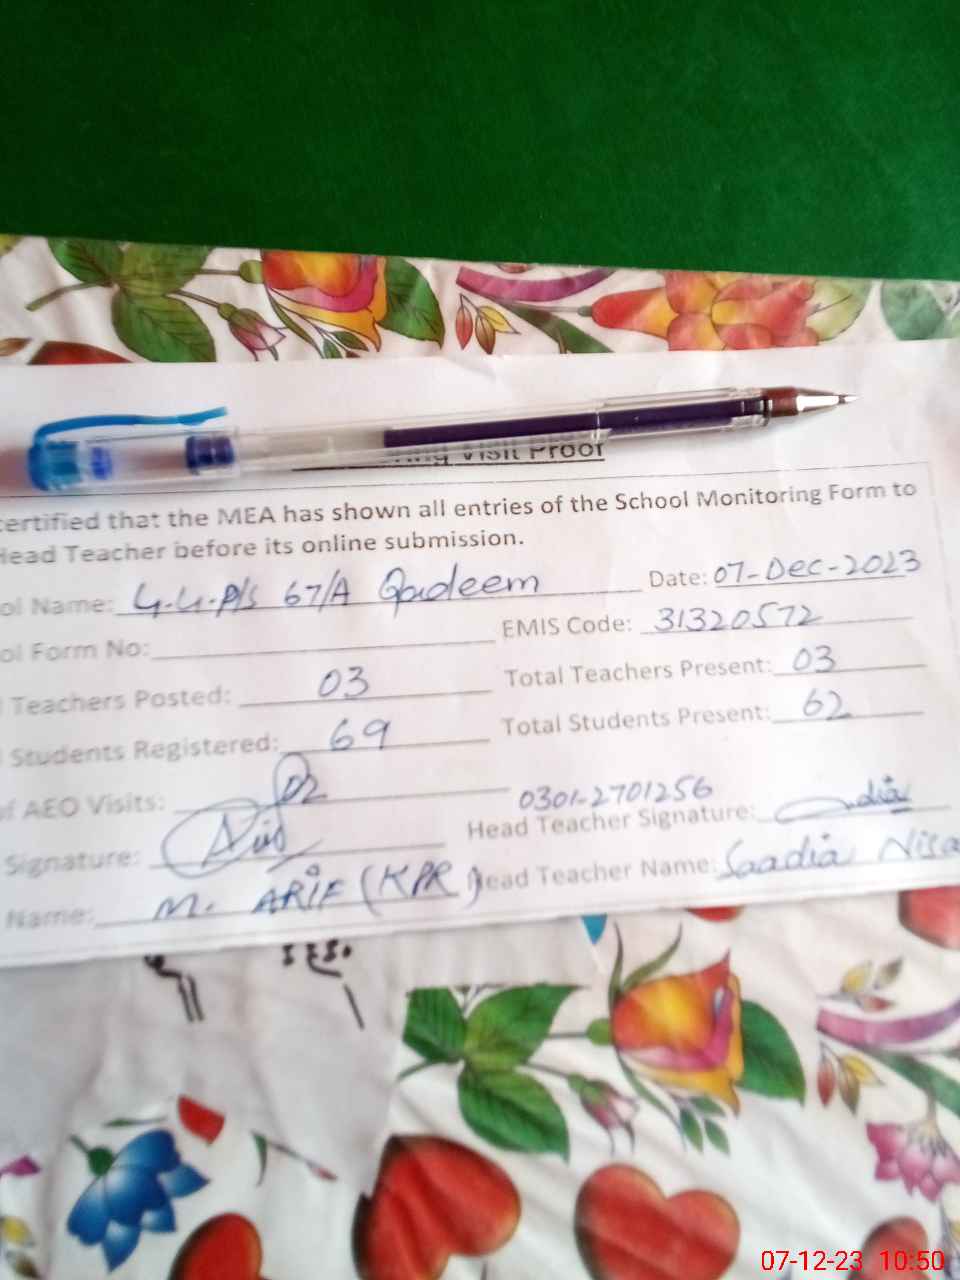 Visit Proof
certified that the MEA has shown all entries of the School Monitoring Form to
Head Teacher before its online submission.
ol Name: G.G.P/S 67/A Qadeem Date: 07-Dec-2023
ol Form No: EMIS Code: 31320572
Teachers Posted: 03 Total Teachers Present: 03
Students Registered: 69 Total Students Present: 62
of AEO Visits: 02 0301-2701256
Signature: Head Teacher Signature:
Name: M. ARIF (KPR) Head Teacher Name: Saadia Nisa
07-12-23 10:50